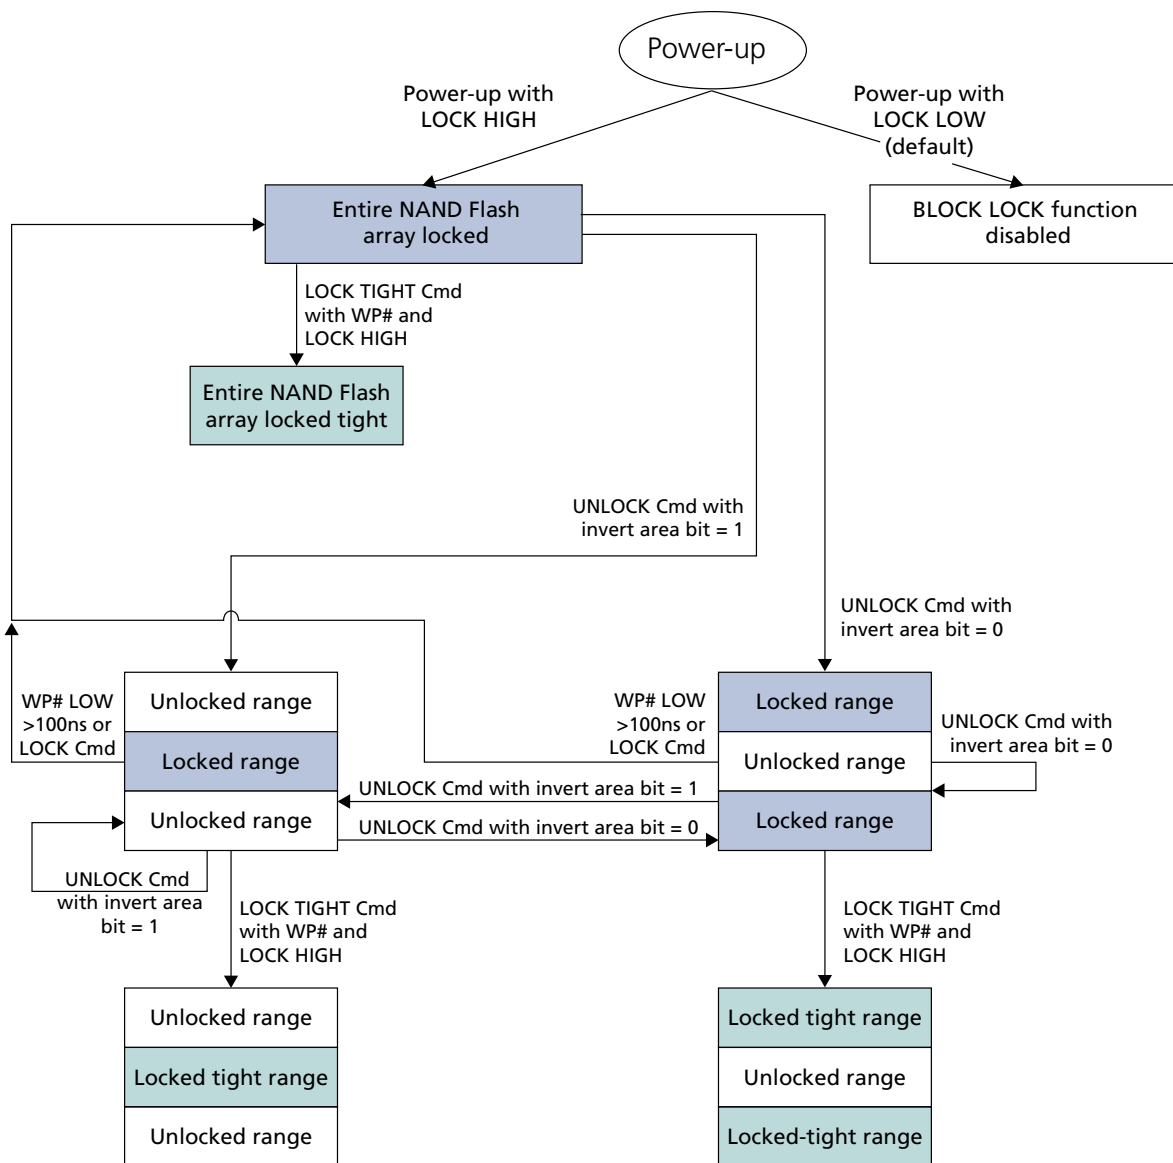 Power-up
Power-up with
LOCK HIGH
Power-up with
LOCK LOW
(default)
Entire NAND Flash
array locked
BLOCK LOCK function
disabled
LOCK TIGHT Cmd
with WP# and
LOCK HIGH
Entire NAND Flash
array locked tight
UNLOCK Cmd with
invert area bit = 1
UNLOCK Cmd with
invert area bit = 0
WP# LOW
>100ns or
LOCK Cmd
Unlocked range
Locked range
Unlocked range
WP# LOW
>100ns or
LOCK Cmd
Locked range
Unlocked range
Locked range
UNLOCK Cmd with
invert area bit = 0
UNLOCK Cmd with invert area bit = 1
UNLOCK Cmd with invert area bit = 0
UNLOCK Cmd
with invert area
bit = 1
LOCK TIGHT Cmd
with WP# and
LOCK HIGH
LOCK TIGHT Cmd
with WP# and
LOCK HIGH
Unlocked range
Locked tight range
Unlocked range
Locked tight range
Unlocked range
Locked-tight range